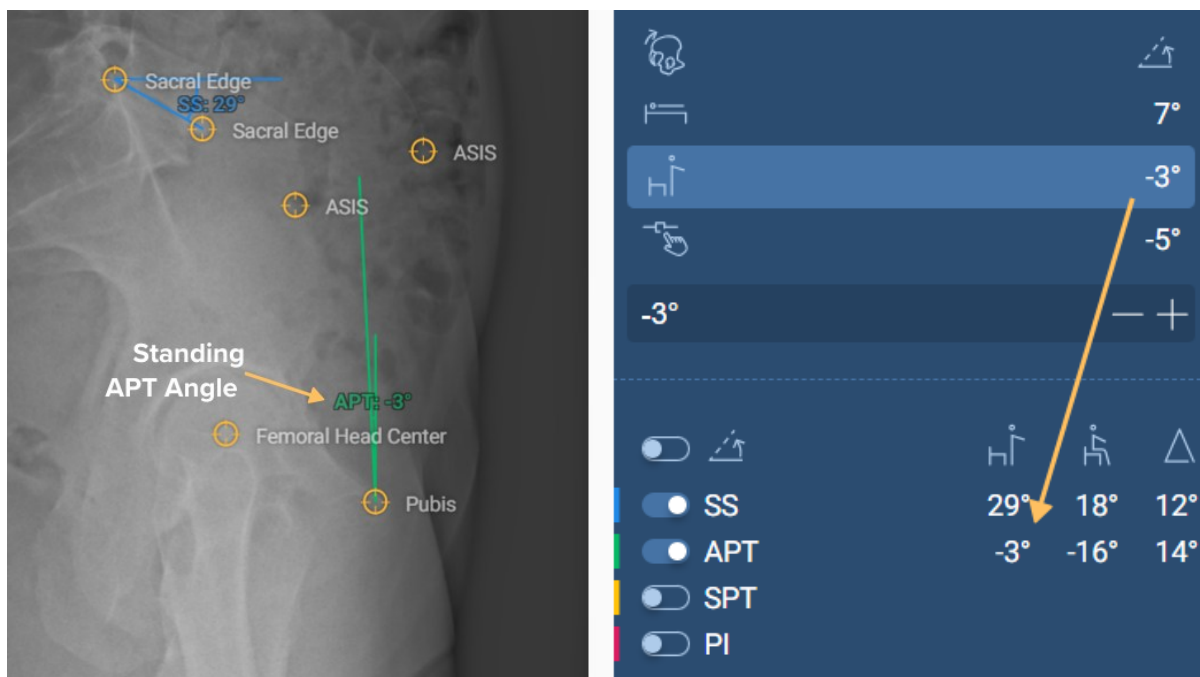 Sacral Edge
SS: 29°
Sacral Edge
ASIS
ASIS
Standing
APT Angle
APT: -3°
Femoral Head Center
Pubis
7°
-3°
-5°
-3°
SS 29° 18° 12°
APT -3° -16° 14°
SPT
PI